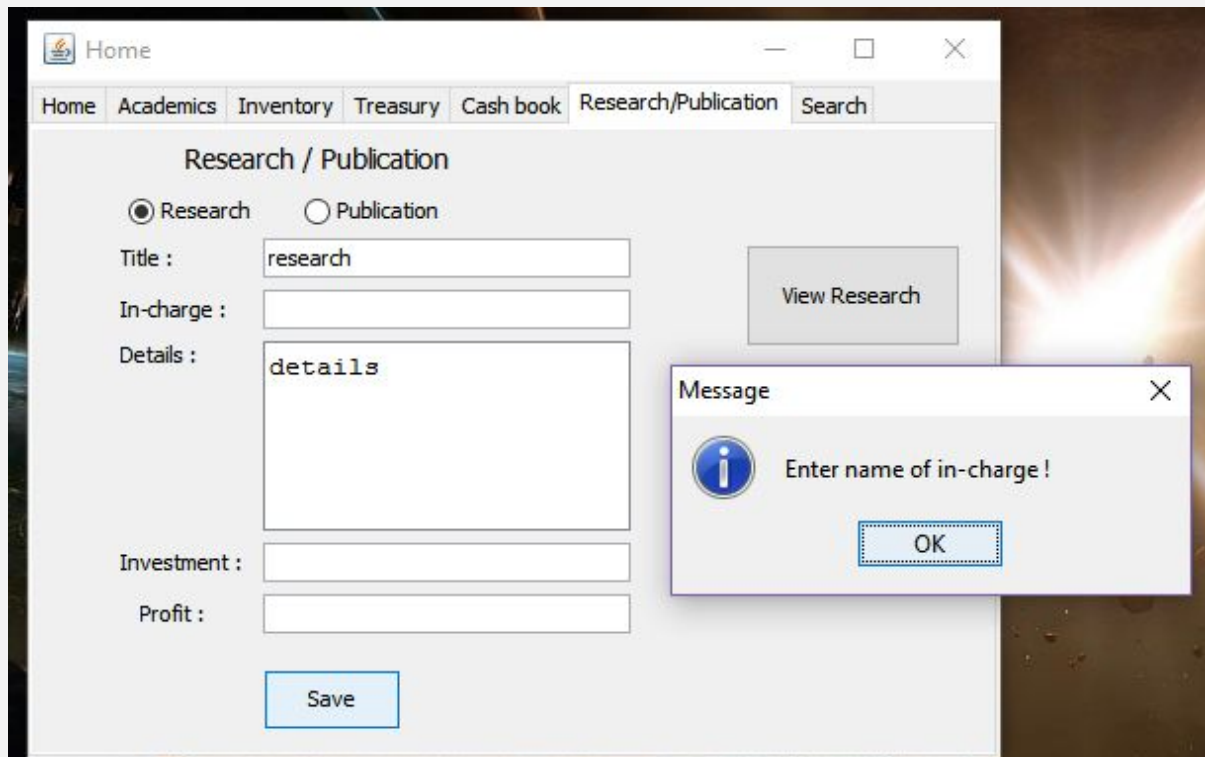 Home
Home Academics Inventory Treasury Cash book Research/Publication Search
Research / Publication
Research Publication
Title : research
View Research
In-charge :
Details : details
Message
Enter name of in-charge !
OK
Investment :
Profit :
Save